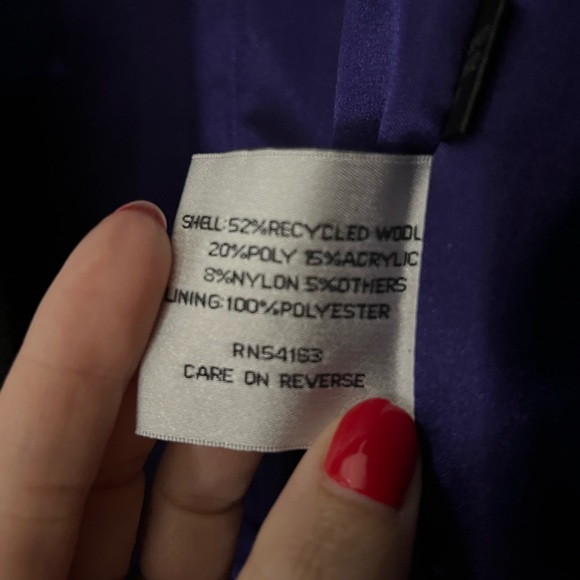 SHELL:52%RECYCLED WOOL
20%POLY 15%ACRYLIC
8%NYLON 5%OTHERS
LINING:100%POLYESTER
RN54163
CARE ON REVERSE